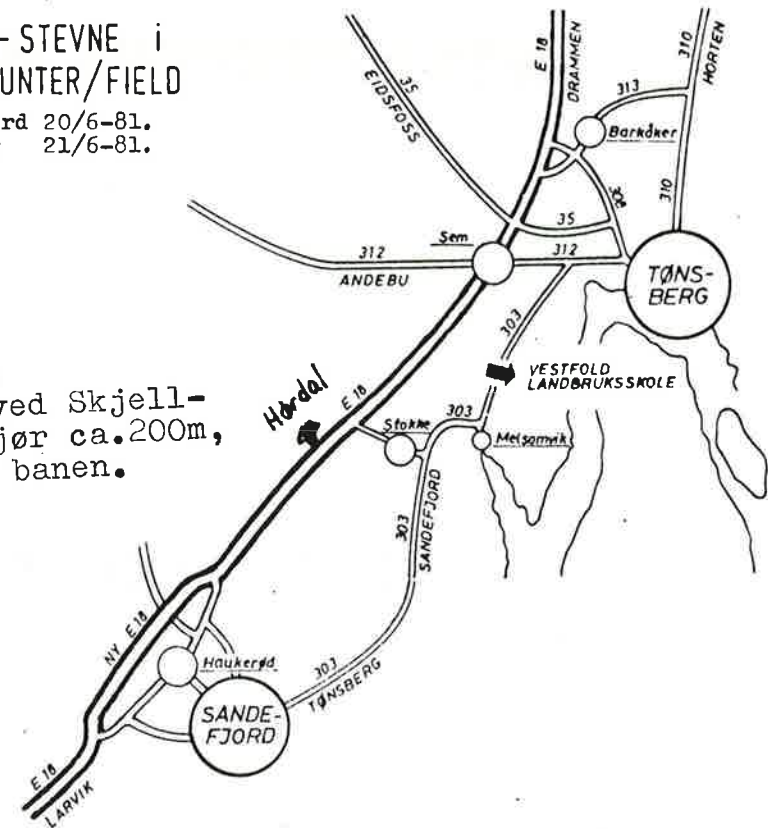 - STEVNE i
UNTER/FIELD
rd 20/6-81.
21/6-81.
35
EIDSFOSS
E 18
DRAMMEN
310
HORTEN
313
Barkåker
308
310
35
Sem
312
312
ANDEBU
TØNS-
BERG
303
VESTFOLD
LANDBRUKSSKOLE
E 18
Hørdal
ved Skjell-
jør ca.200m,
banen.
Stokke
303
Melsomvik
303
SANDEFJORD
NY E 18
Haukerød
303
TØNSBERG
SANDE-
FJORD
E 18
LARVIK